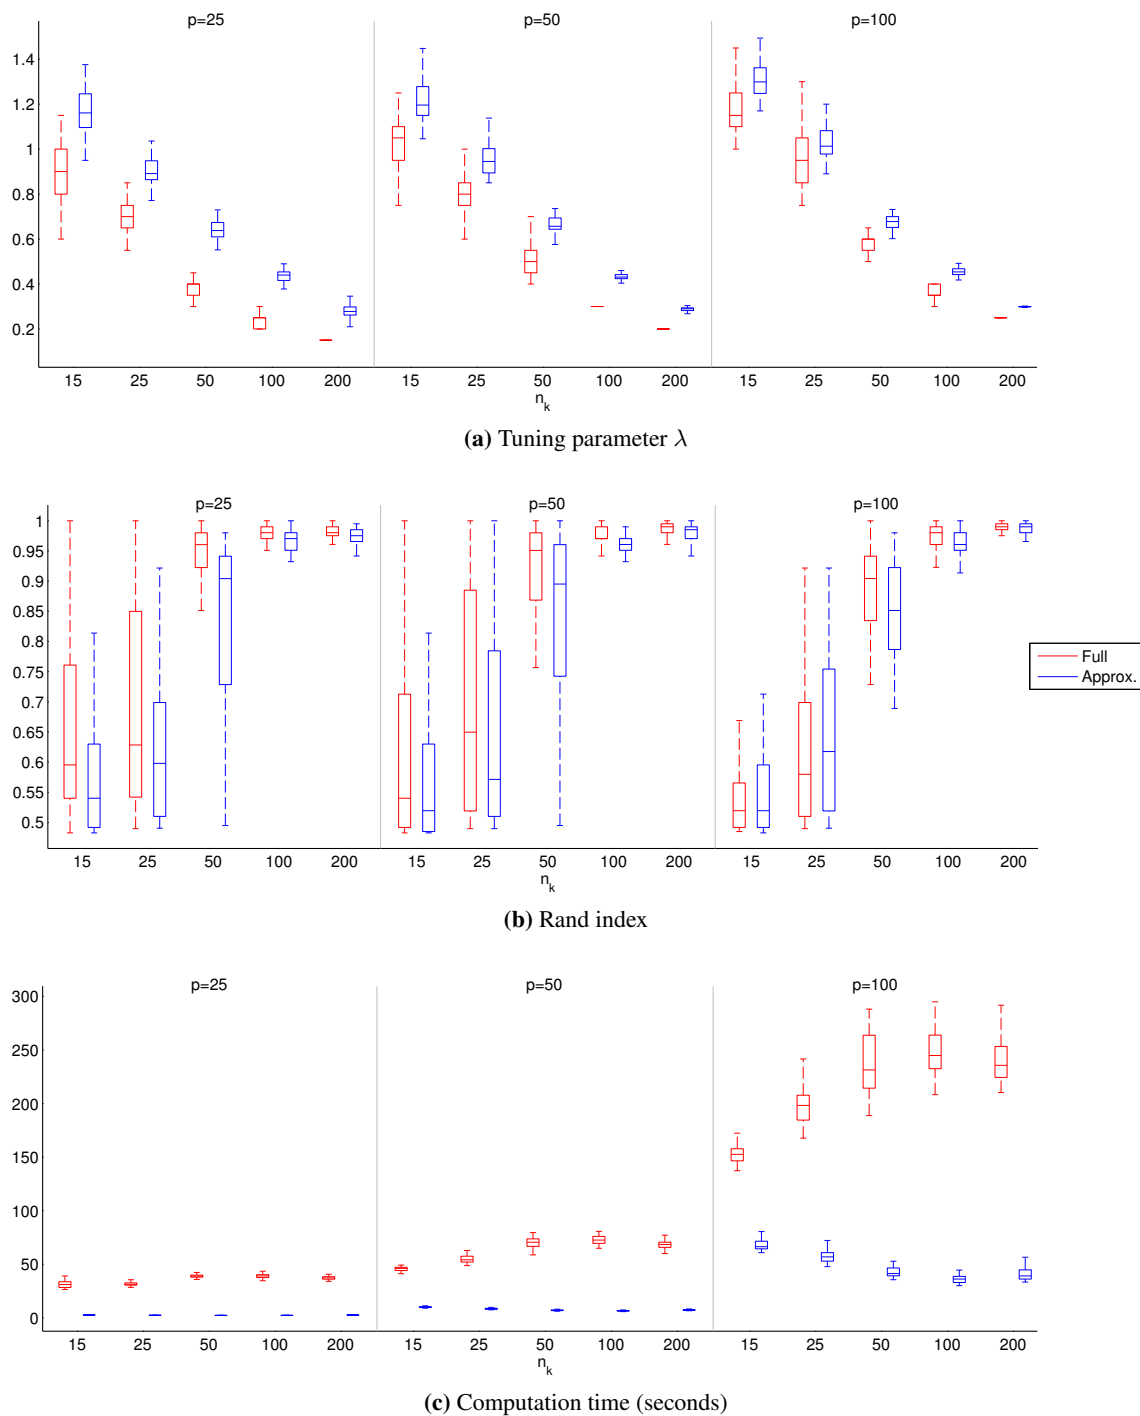 p=25 p=50 p=100
1.4
1.2
1
0.8
0.6
0.4
0.2
15 25 50 100 200 15 25 50 100 200 15 25 50 100 200
n_k
(a) Tuning parameter λ
p=25 p=50 p=100
1
0.95
0.9
0.85
0.8
0.75
0.7
0.65
0.6
0.55
0.5
Full
Approx.
15 25 50 100 200 15 25 50 100 200 15 25 50 100 200
n_k
(b) Rand index
p=25 p=50 p=100
300
250
200
150
100
50
0
15 25 50 100 200 15 25 50 100 200 15 25 50 100 200
n_k
(c) Computation time (seconds)